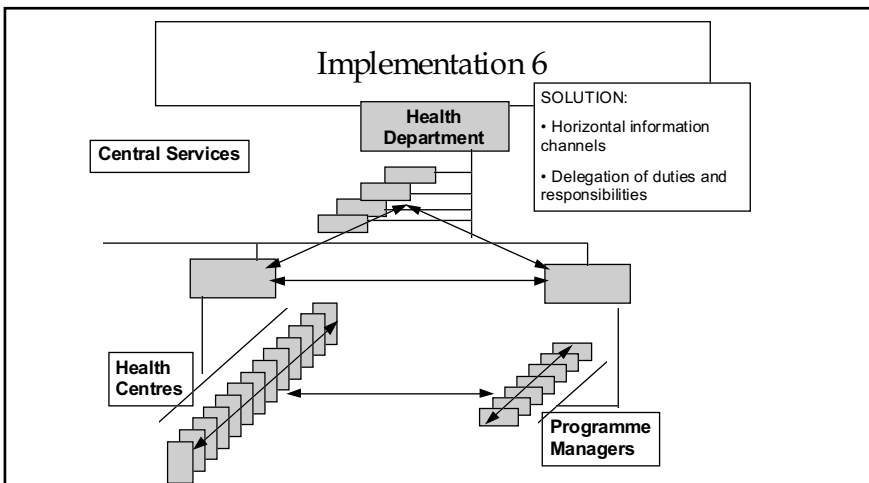 Implementation 6
SOLUTION:
• Horizontal information
channels
• Delegation of duties and
responsibilities
Health
Department
Central Services
Health
Centres
Programme
Managers